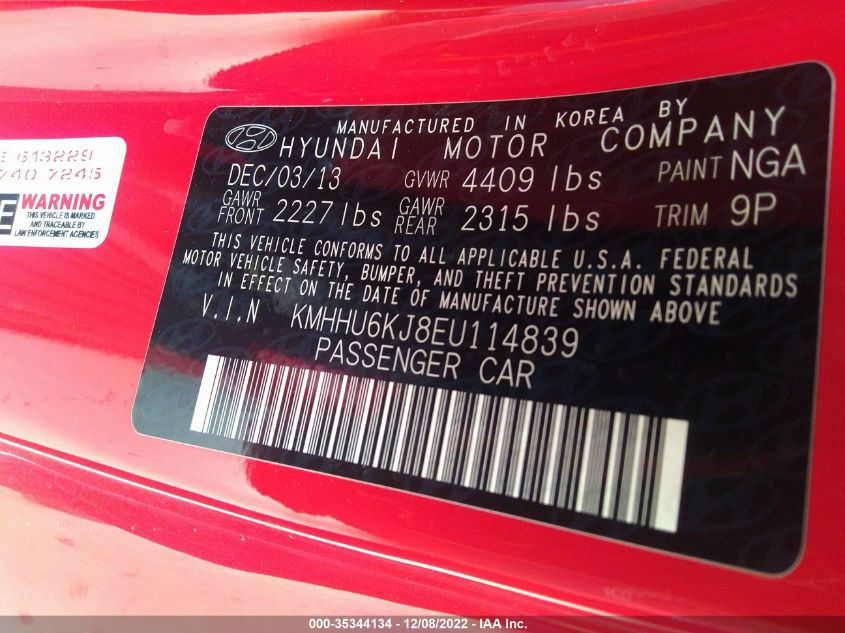 MANUFACTURED IN KOREA BY
HYUNDAI MOTOR COMPANY
DEC/03/13 GVWR 4409 lbs PAINT NGA
GAWR FRONT 2227 lbs GAWR REAR 2315 lbs TRIM 9P
THIS VEHICLE CONFORMS TO ALL APPLICABLE U.S.A. FEDERAL
MOTOR VEHICLE SAFETY, BUMPER, AND THEFT PREVENTION STANDARDS
IN EFFECT ON THE DATE OF MANUFACTURE SHOWN ABOVE
V.I.N KMHHU6KJ8EU114839
PASSENGER CAR
613229
7245
WARNING
THIS VEHICLE IS MARKED
AND TRACEABLE BY
LAW ENFORCEMENT AGENCIES
000-35344134 - 12/08/2022 - IAA Inc.